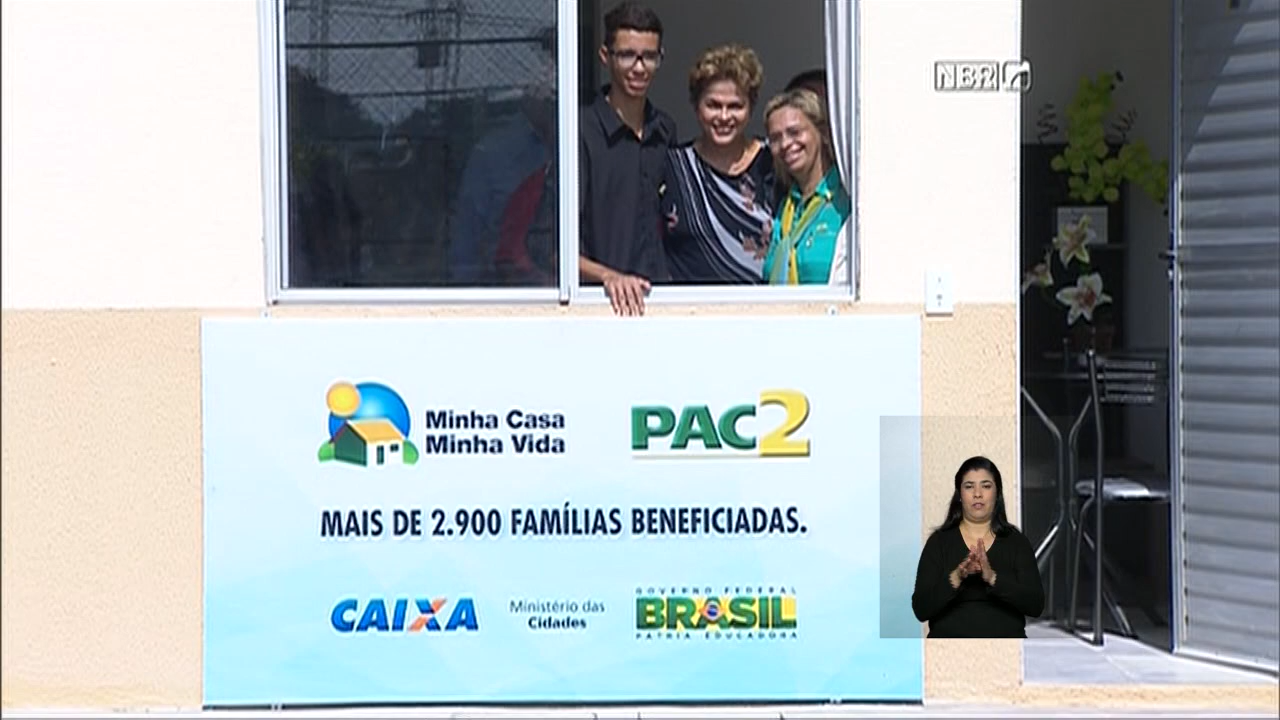 NBR
Minha Casa
Minha Vida
PAC2
MAIS DE 2.900 FAMÍLIAS BENEFICIADAS.
CAIXA
Ministério das
Cidades
GOVERNO FEDERAL
BRASIL
PÁTRIA EDUCADORA